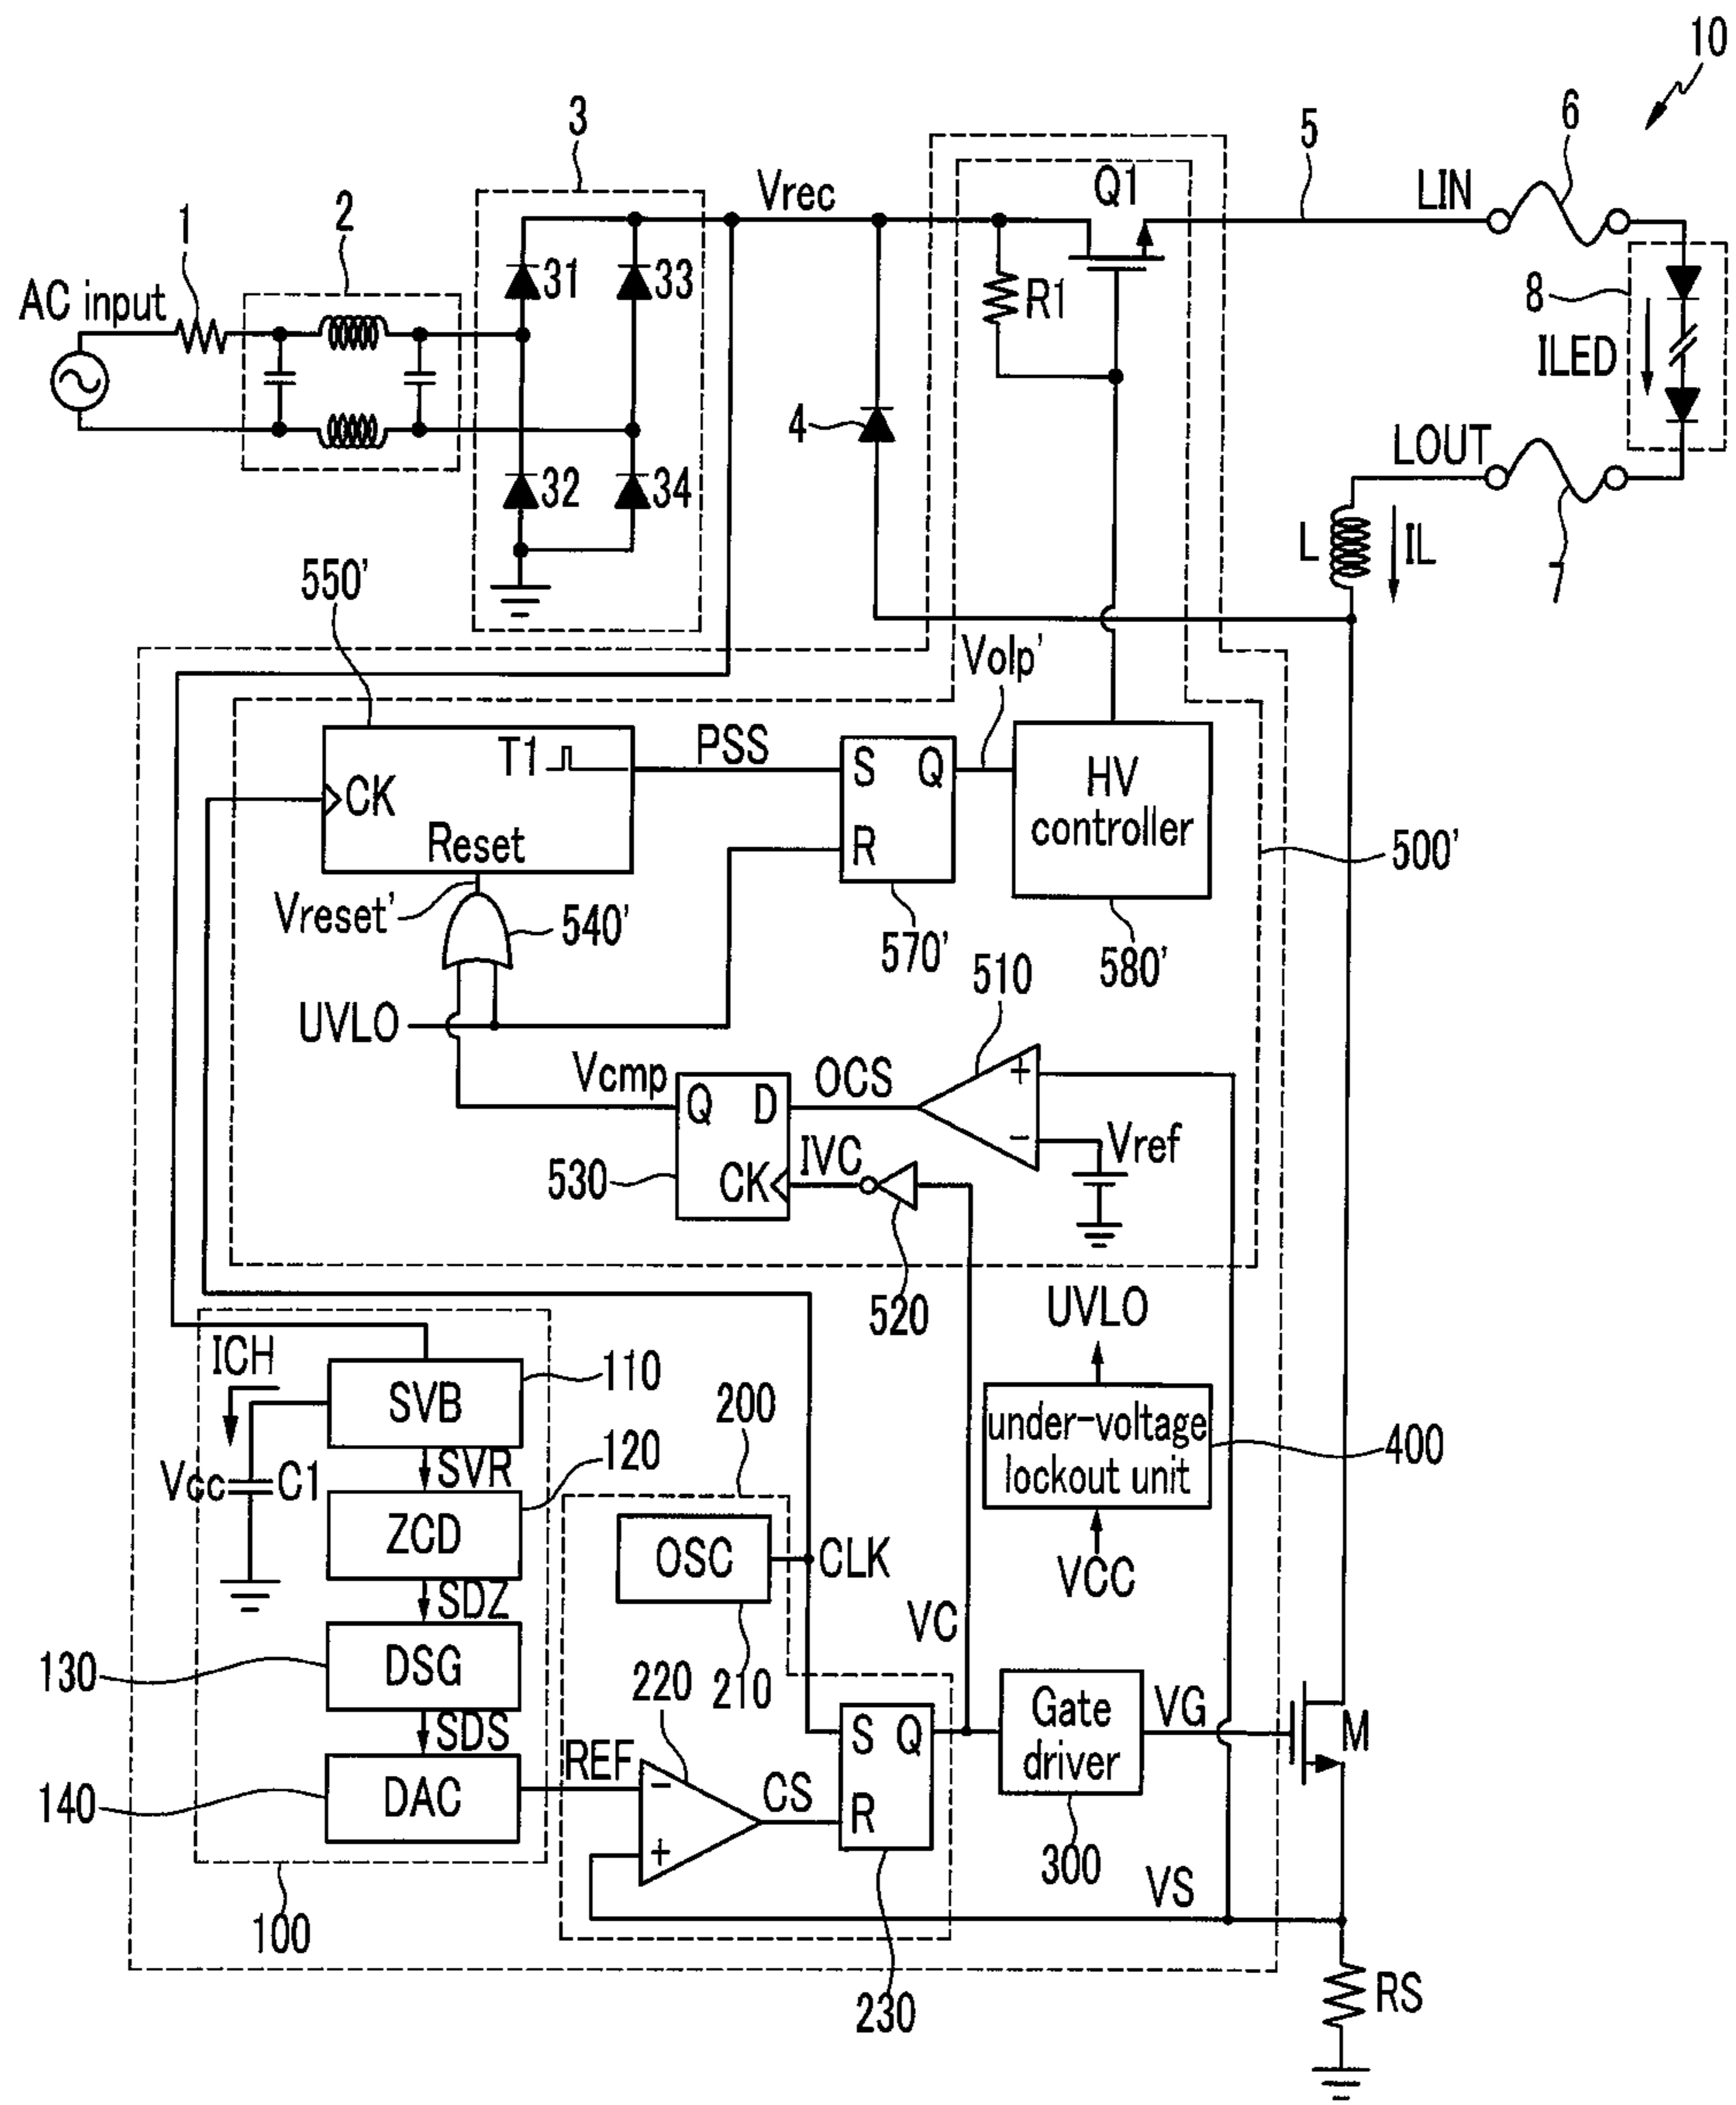 10
3
6
5
Q1
LIN
Vrec
1
2
AC input
31
33
R1
8
ILED
4
LOUT
32
34
L
IL
7
550'
Volp'
T1
PSS
S
Q
HV
controller
CK
R
Reset
500'
Vreset'
540'
570'
580'
510
UVLO
Vcmp
Q
D
OCS
+
-
Vref
IVC
CK
530
520
UVLO
ICH
SVB
110
200
under-voltage
lockout unit
400
SVR
120
Vcc
C1
ZCD
OSC
CLK
VCC
SDZ
VC
130
DSG
220
210
Gate
driver
VG
M
SDS
S
Q
REF
140
DAC
-
CS
R
+
300
VS
100
230
RS